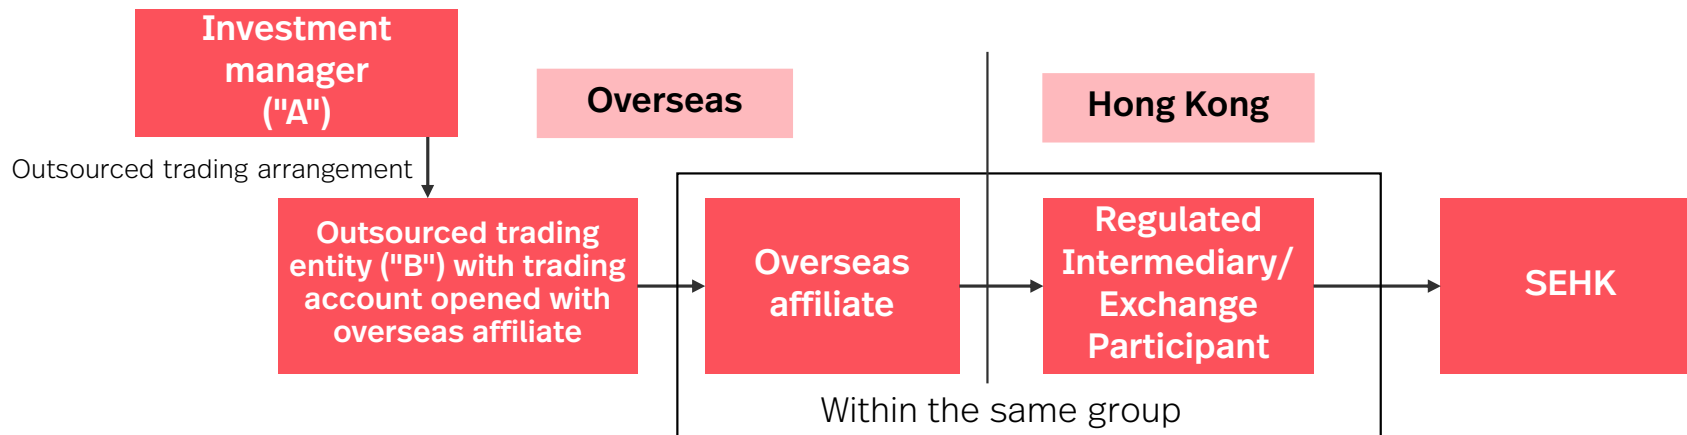 Investment
manager
("A")
Overseas
Hong Kong
Outsourced trading arrangement
Outsourced trading
entity ("B") with trading
account opened with
overseas affiliate
Overseas
affiliate
Regulated
Intermediary/
Exchange
Participant
SEHK
Within the same group